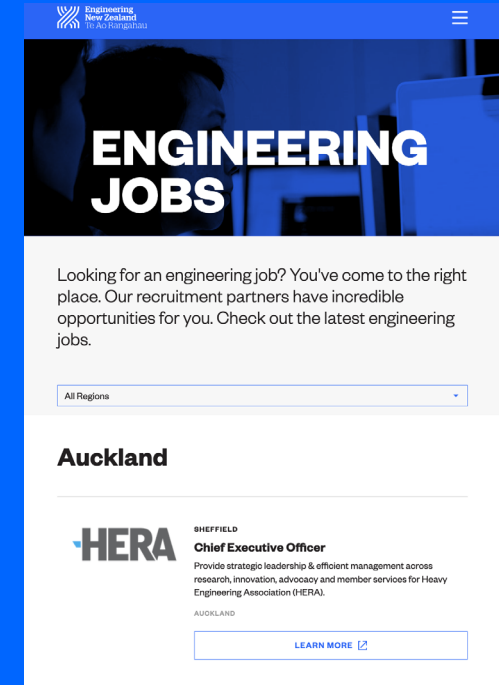 Engineering
New Zealand
Te Ao Rangahau
ENGINEERING
JOBS
Looking for an engineering job? You've come to the right
place. Our recruitment partners have incredible
opportunities for you. Check out the latest engineering
jobs.
All Regions
Auckland
HERA
SHEFFIELD
Chief Executive Officer
Provide strategic leadership & efficient management across
research, innovation, advocacy and member services for Heavy
Engineering Association (HERA).
AUCKLAND
LEARN MORE